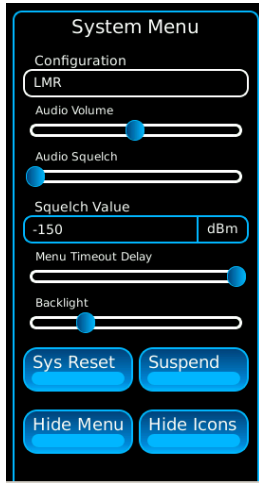 System Menu
Configuration
LMR
Audio Volume
Audio Squelch
Squelch Value
-150 dBm
Menu Timeout Delay
Backlight
Sys Reset Suspend
Hide Menu Hide Icons